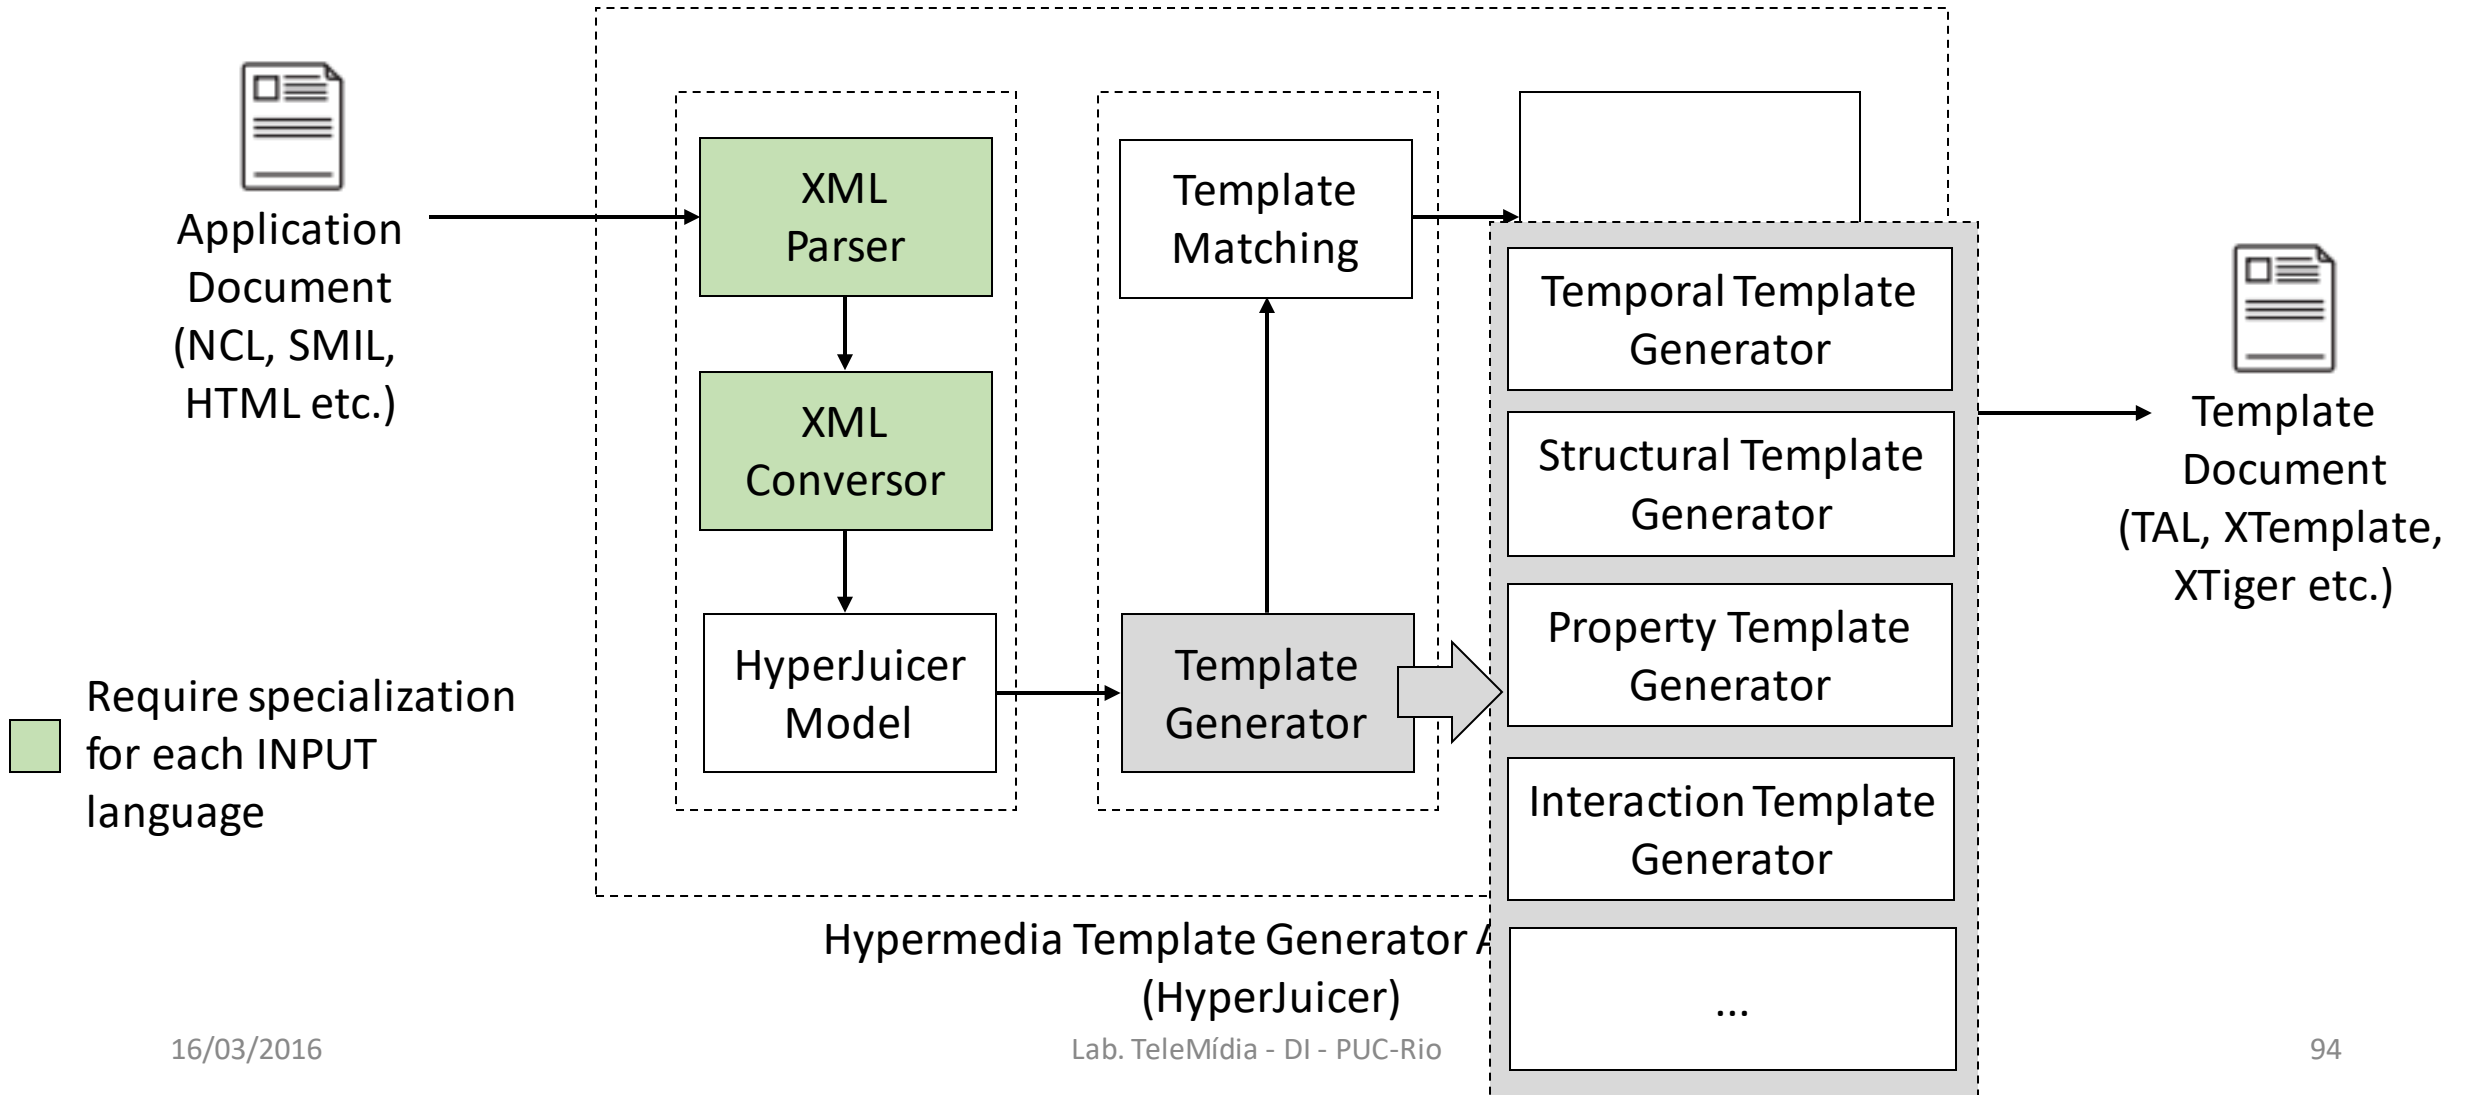 Application
Document
(NCL, SMIL,
HTML etc.)
Require specialization
for each INPUT
language
XML
Parser
XML
Conversor
HyperJuicer
Model
Template
Matching
Template
Generator
Temporal Template
Generator
Structural Template
Generator
Property Template
Generator
Interaction Template
Generator
...
Template
Document
(TAL, XTemplate,
XTiger etc.)
Hypermedia Template Generator
(HyperJuicer)
16/03/2016
Lab. TeleMídia - DI - PUC-Rio
94